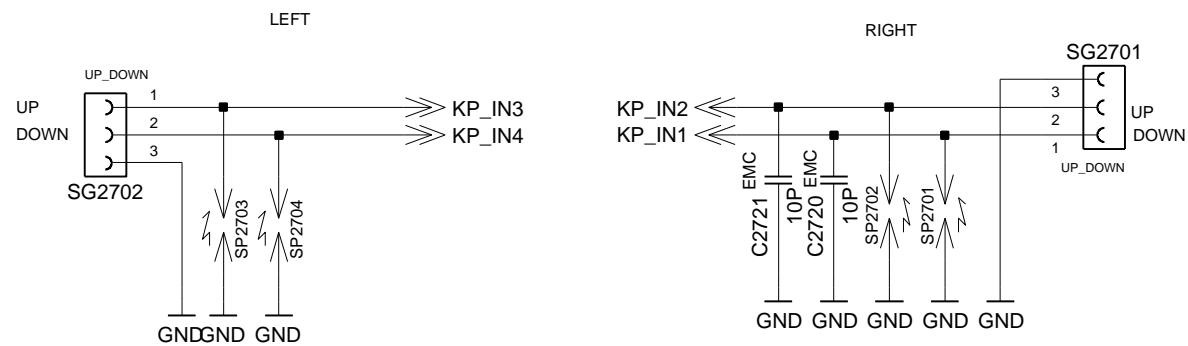 LEFT
RIGHT
UP_DOWN
SG2701
UP
1
KP_IN3
KP_IN2
3
UP
DOWN
2
KP_IN4
KP_IN1
2
DOWN
3
1
UP_DOWN
SG2702
SP2703
SP2704
EMC
C2721
10P
EMC
C2720
10P
SP2702
SP2701
GND
GND
GND
GND
GND
GND
GND
GND